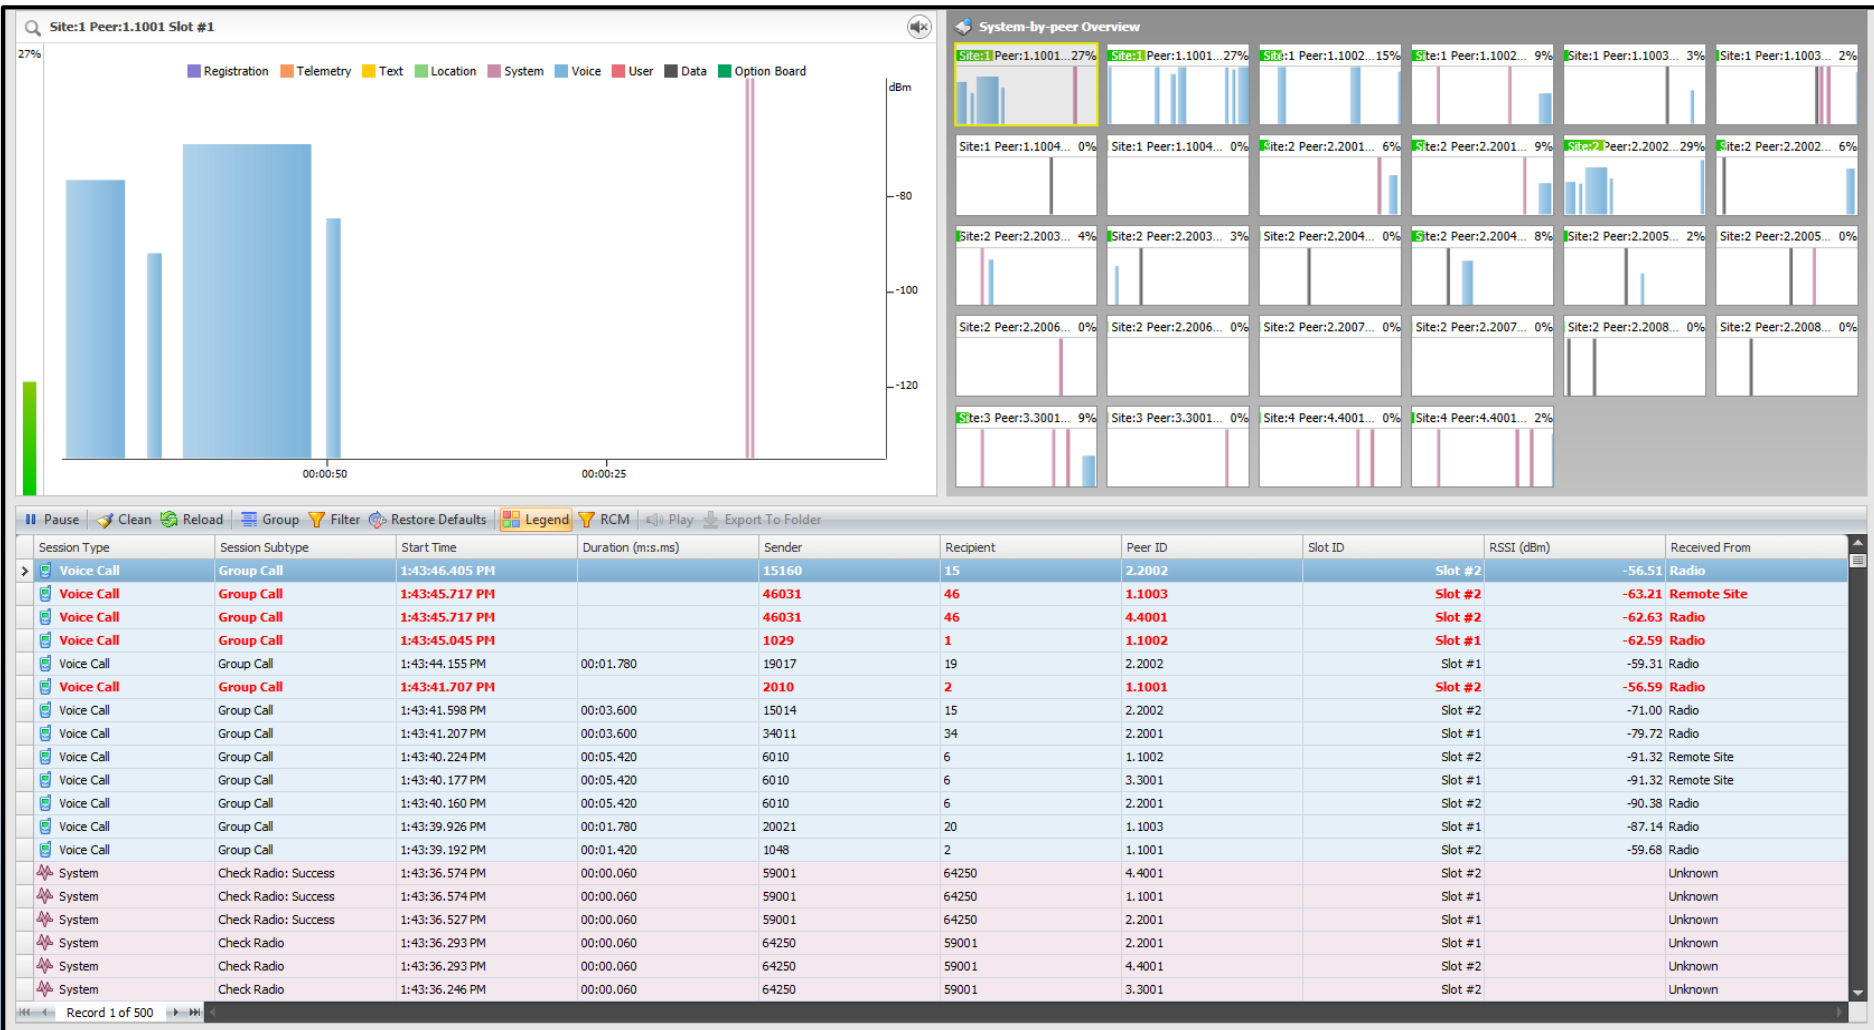 Site:1 Peer:1.1001 Slot #1
27%
Registration Telemetry Text Location System Voice User Data Option Board
dBm
-80
-100
-120
00:00:50 00:00:25
System-by-peer Overview
Site:1 Peer:1.1001...27% Site:1 Peer:1.1001...27% Site:1 Peer:1.1002...15% Site:1 Peer:1.1002... 9% Site:1 Peer:1.1003... 3% Site:1 Peer:1.1003... 2%
Site:1 Peer:1.1004... 0% Site:1 Peer:1.1004... 0% Site:2 Peer:2.2001... 6% Site:2 Peer:2.2001... 9% Site:2 Peer:2.2002...29% Site:2 Peer:2.2002... 6%
Site:2 Peer:2.2003... 4% Site:2 Peer:2.2003... 3% Site:2 Peer:2.2004... 0% Site:2 Peer:2.2004... 8% Site:2 Peer:2.2005... 2% Site:2 Peer:2.2005... 0%
Site:2 Peer:2.2006... 0% Site:2 Peer:2.2006... 0% Site:2 Peer:2.2007... 0% Site:2 Peer:2.2007... 0% Site:2 Peer:2.2008... 0% Site:2 Peer:2.2008... 0%
Site:3 Peer:3.3001... 9% Site:3 Peer:3.3001... 0% Site:4 Peer:4.4001... 0% Site:4 Peer:4.4001... 2%
Pause Clean Reload Group Filter Restore Defaults Legend RCM Play Export To Folder
Session Type Session Subtype Start Time Duration (m:s.ms) Sender Recipient Peer ID Slot ID RSSI (dBm) Received From
Voice Call Group Call 1:43:46.405 PM 15160 15 2.2002 Slot #2 -56.51 Radio
Voice Call Group Call 1:43:45.717 PM 46031 46 1.1003 Slot #2 -63.21 Remote Site
Voice Call Group Call 1:43:45.717 PM 46031 46 4.4001 Slot #2 -62.63 Radio
Voice Call Group Call 1:43:45.045 PM 1029 1 1.1002 Slot #1 -62.59 Radio
Voice Call Group Call 1:43:44.155 PM 00:01.780 19017 19 2.2002 Slot #1 -59.31 Radio
Voice Call Group Call 1:43:41.707 PM 2010 2 1.1001 Slot #2 -56.59 Radio
Voice Call Group Call 1:43:41.598 PM 00:03.600 15014 15 2.2002 Slot #2 -71.00 Radio
Voice Call Group Call 1:43:41.207 PM 00:03.600 34011 34 2.2001 Slot #1 -79.72 Radio
Voice Call Group Call 1:43:40.224 PM 00:05.420 6010 6 1.1002 Slot #2 -91.32 Remote Site
Voice Call Group Call 1:43:40.177 PM 00:05.420 6010 6 3.3001 Slot #1 -91.32 Remote Site
Voice Call Group Call 1:43:40.160 PM 00:05.420 6010 6 2.2001 Slot #2 -90.38 Radio
Voice Call Group Call 1:43:39.926 PM 00:01.780 20021 20 1.1003 Slot #1 -87.14 Radio
Voice Call Group Call 1:43:39.192 PM 00:01.420 1048 2 1.1001 Slot #2 -59.68 Radio
System Check Radio: Success 1:43:36.574 PM 00:00.060 59001 64250 4.4001 Slot #2 Unknown
System Check Radio: Success 1:43:36.574 PM 00:00.060 59001 64250 1.1001 Slot #1 Unknown
System Check Radio: Success 1:43:36.527 PM 00:00.060 59001 64250 2.2001 Slot #1 Unknown
System Check Radio 1:43:36.293 PM 00:00.060 64250 59001 2.2001 Slot #1 Unknown
System Check Radio 1:43:36.293 PM 00:00.060 64250 59001 4.4001 Slot #2 Unknown
System Check Radio 1:43:36.246 PM 00:00.060 64250 59001 3.3001 Slot #2 Unknown
Record 1 of 500